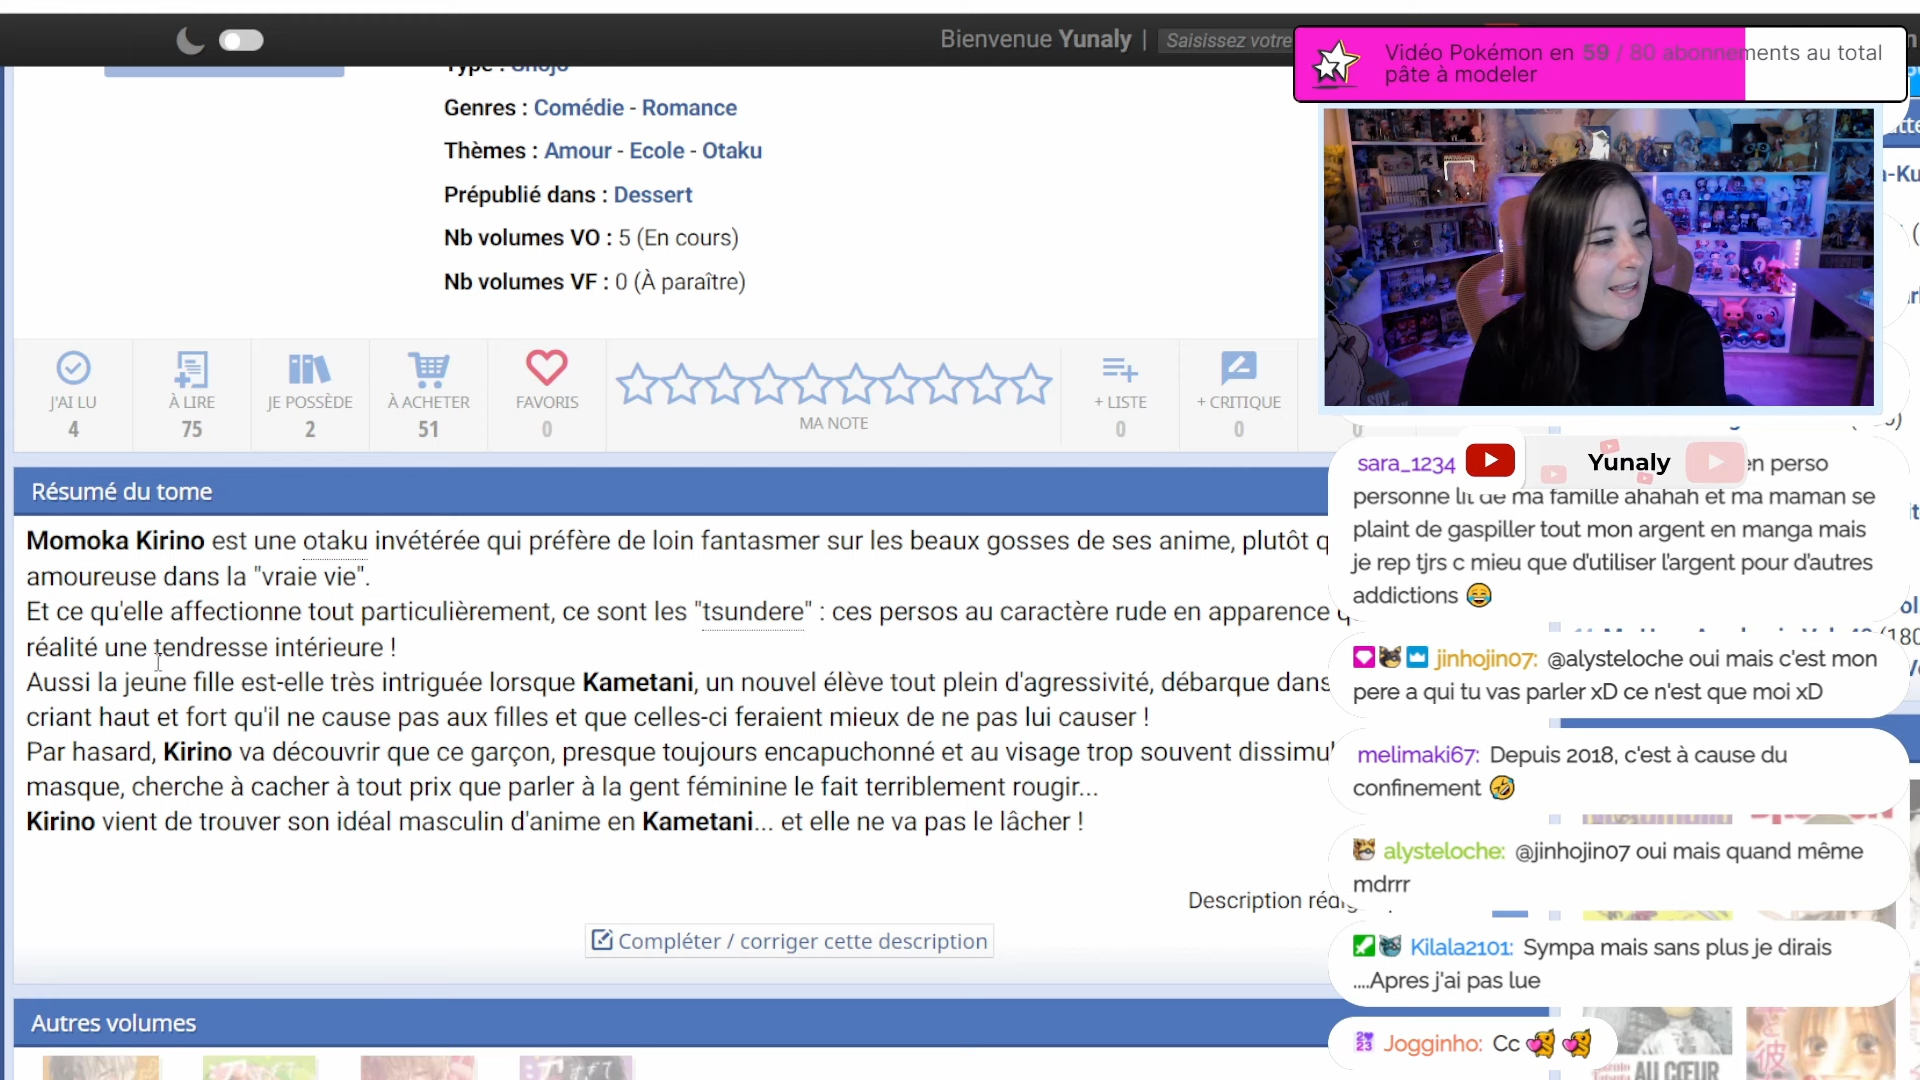 Bienvenue Yunaly | Saisissez votre
Vidéo Pokémon en 59 / 80 abonnements au total
pâte à modeler
Type : Shojo
Genres : Comédie - Romance
Thèmes : Amour - Ecole - Otaku
Prépublié dans : Dessert
Nb volumes VO : 5 (En cours)
Nb volumes VF : 0 (À paraître)
J'AI LU
4
À LIRE
75
JE POSSÈDE
2
À ACHETER
51
FAVORIS
0
MA NOTE
+ LISTE
0
+ CRITIQUE
0
0
Résumé du tome
Momoka Kirino est une otaku invétérée qui préfère de loin fantasmer sur les beaux gosses de ses anime, plutôt q
amoureuse dans la "vraie vie".
Et ce qu'elle affectionne tout particulièrement, ce sont les "tsundere" : ces persos au caractère rude en apparence q
réalité une tendresse intérieure !
Aussi la jeune fille est-elle très intriguée lorsque Kametani, un nouvel élève tout plein d'agressivité, débarque dans
criant haut et fort qu'il ne cause pas aux filles et que celles-ci feraient mieux de ne pas lui causer !
Par hasard, Kirino va découvrir que ce garçon, presque toujours encapuchonné et au visage trop souvent dissimul
masque, cherche à cacher à tout prix que parler à la gent féminine le fait terriblement rougir...
Kirino vient de trouver son idéal masculin d'anime en Kametani... et elle ne va pas le lâcher !
Description rédig
Compléter / corriger cette description
Autres volumes
Yunaly
sara_1234 en perso
personne lit de ma famille ahahah et ma maman se
plaint de gaspiller tout mon argent en manga mais
je rep tjrs c mieu que d'utiliser l'argent pour d'autres
addictions
jinhojin07: @alysteloche oui mais c'est mon
pere a qui tu vas parler xD ce n'est que moi xD
melimaki67: Depuis 2018, c'est à cause du
confinement
alysteloche: @jinhojin07 oui mais quand même
mdrrr
Kilala2101: Sympa mais sans plus je dirais
....Apres j'ai pas lue
Jogginho: Cc
AU CŒUR